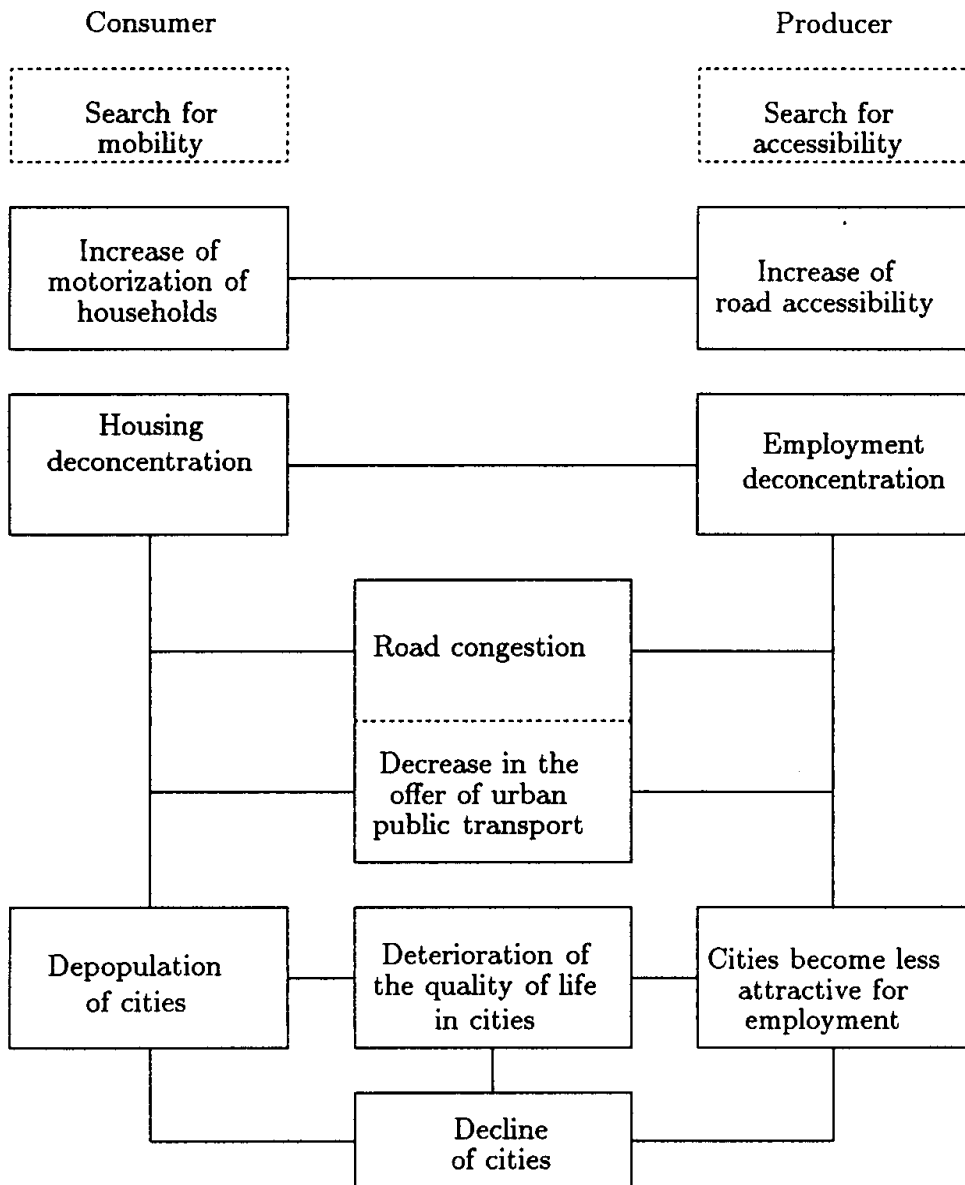 Consumer
Producer
Search for
mobility
Search for
accessibility
Increase of
motorization of
households
Increase of
road accessibility
Housing
deconcentration
Employment
deconcentration
Road congestion
Decrease in the
offer of urban
public transport
Depopulation
of cities
Deterioration of
the quality of life
in cities
Cities become less
attractive for
employment
Decline
of cities